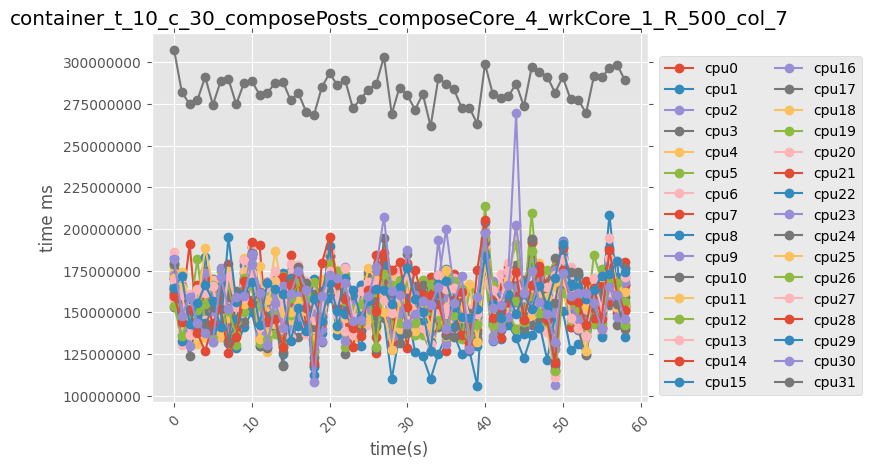 container_t_10_c_30_composePosts_composeCore_4_wrkCore_1_R_500_col_7
time ms
300000000
275000000
250000000
225000000
200000000
175000000
150000000
125000000
100000000
0
10
20
30
40
50
60
time(s)
cpu0
cpu1
cpu2
cpu3
cpu4
cpu5
cpu6
cpu7
cpu8
cpu9
cpu10
cpu11
cpu12
cpu13
cpu14
cpu15
cpu16
cpu17
cpu18
cpu19
cpu20
cpu21
cpu22
cpu23
cpu24
cpu25
cpu26
cpu27
cpu28
cpu29
cpu30
cpu31